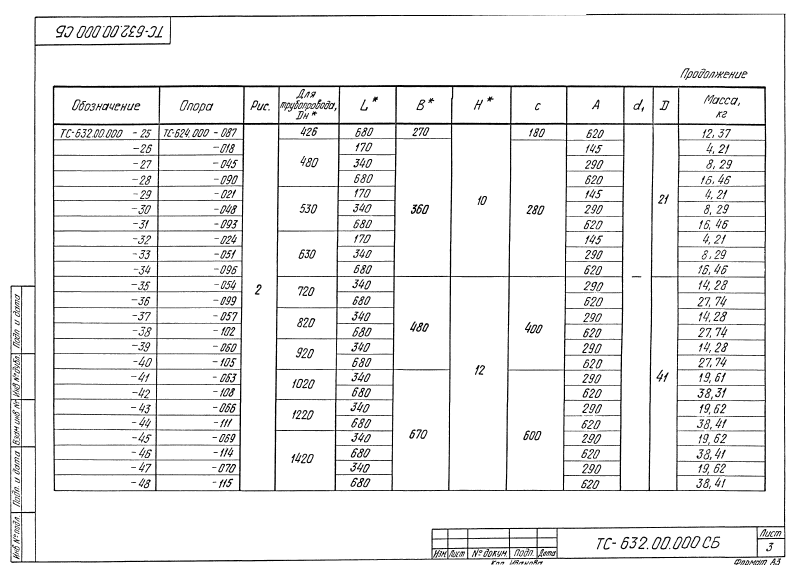 ТС-632.00.000 СБ
Продолжение
Обозначение Опора Рис. Для трубопровода, Dн* L* B* H* c A d₁ D Масса, кг
ТС-632.00.000 -25 ТС-624.000 -087 2 426 680 270 10 180 620 — 21 12,37
-26 -018 480 170 360 280 145 4,21
-27 -045 340 290 8,29
-28 -090 680 620 16,46
-29 -021 530 170 145 4,21
-30 -048 340 290 8,29
-31 -093 680 620 16,46
-32 -024 630 170 145 4,21
-33 -051 340 290 8,29
-34 -096 680 620 16,46
-35 -054 720 340 480 12 400 290 41 14,28
-36 -099 680 620 27,74
-37 -057 820 340 290 14,28
-38 -102 680 620 27,74
-39 -060 920 340 290 14,28
-40 -105 680 620 27,74
-41 -063 1020 340 670 600 290 19,61
-42 -108 680 620 38,31
-43 -066 1220 340 290 19,62
-44 -111 680 620 38,41
-45 -069 1420 340 290 19,62
-46 -114 680 620 38,41
-47 -070 340 290 19,62
-48 -115 680 620 38,41
Инв № подл. Подп. и дата Взам инв № Инв № дубл. Подп и дата
Изм Лист № докум. Подп. Дата
ТС-632.00.000 СБ
Лист
3
Коп. Иванова Формат А3